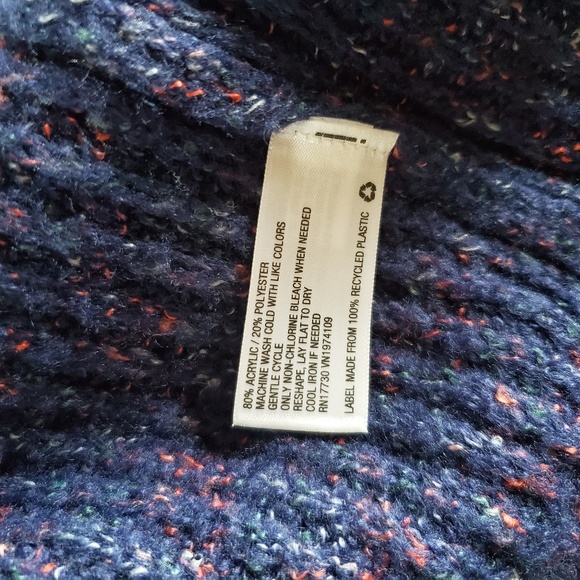 80% ACRYLIC / 20% POLYESTER
MACHINE WASH COLD WITH LIKE COLORS
GENTLE CYCLE
ONLY NON-CHLORINE BLEACH WHEN NEEDED
RESHAPE, LAY FLAT TO DRY
COOL IRON IF NEEDED
RN17730 VN1974109
LABEL MADE FROM 100% RECYCLED PLASTIC